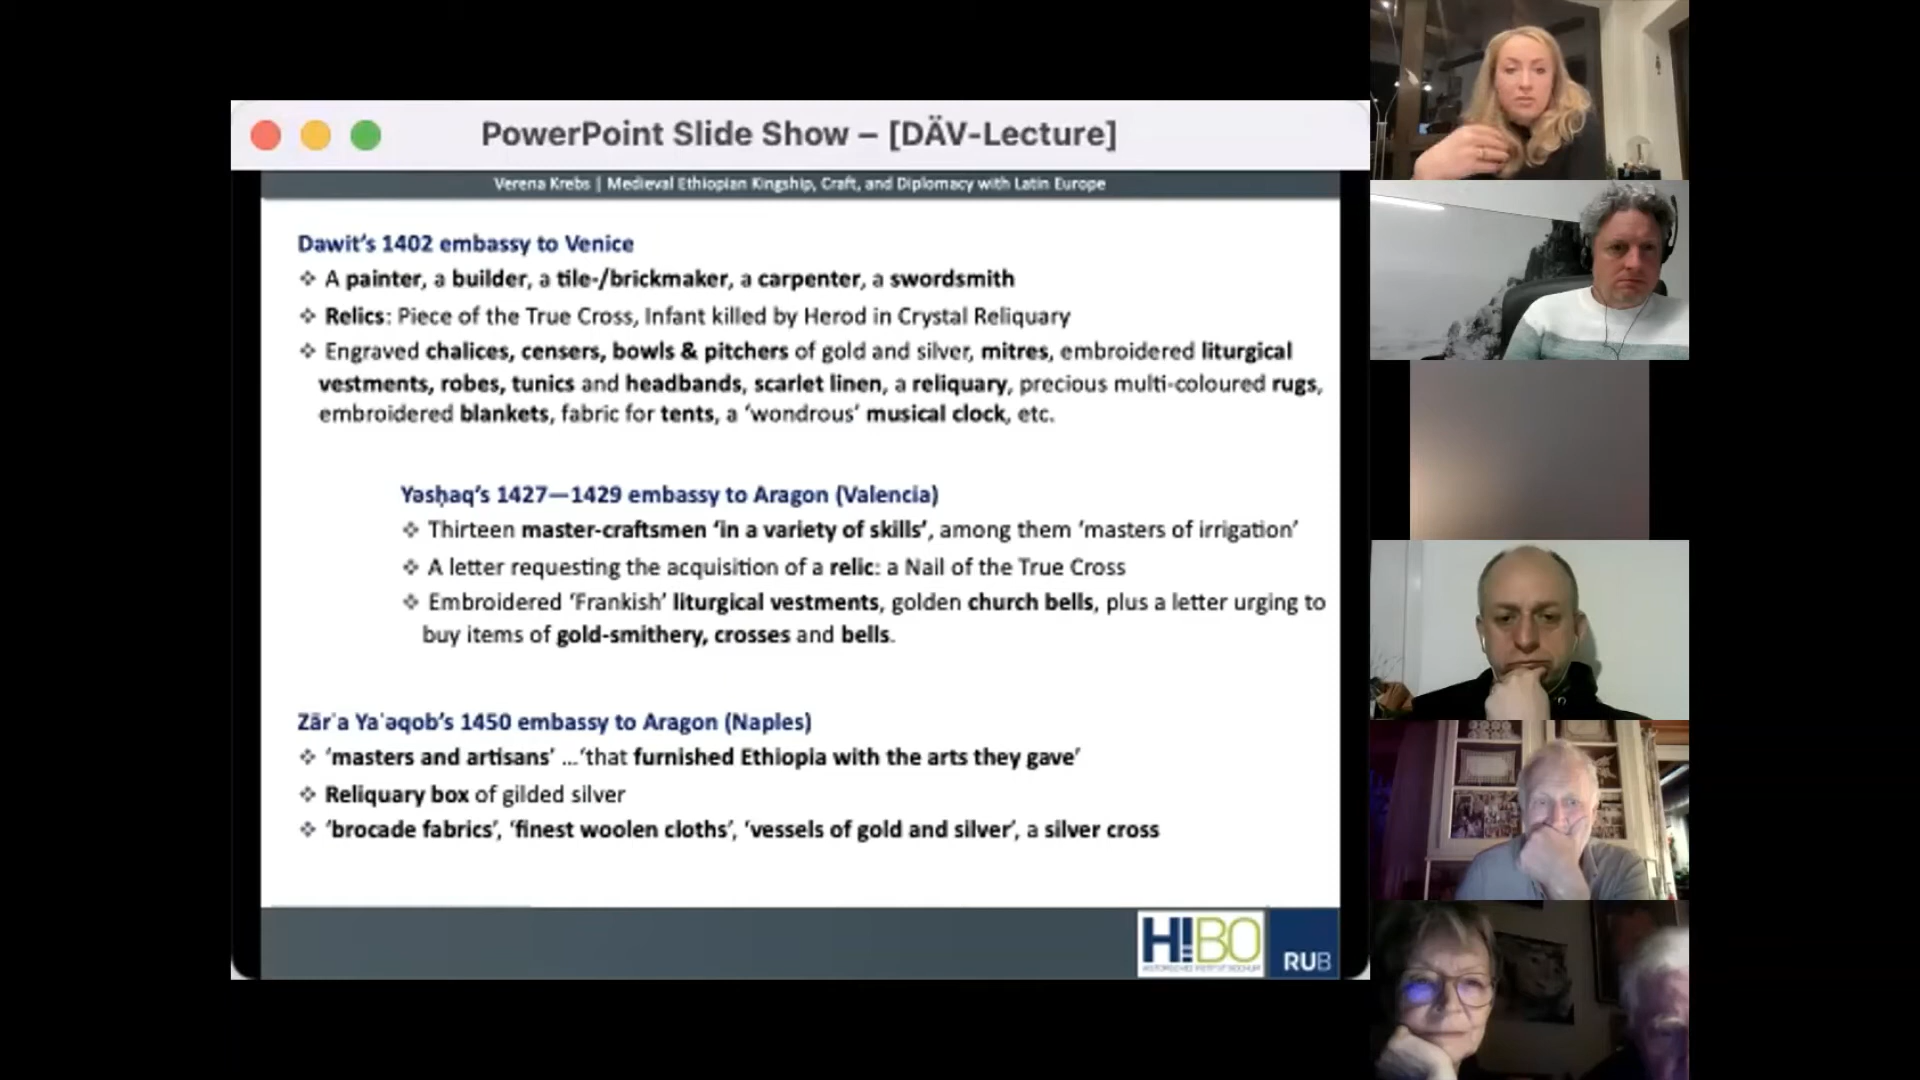 PowerPoint Slide Show – [DÄV-Lecture]
Verena Krebs | Medieval Ethiopian Kingship, Craft, and Diplomacy with Latin Europe
Dawit’s 1402 embassy to Venice
❖ A painter, a builder, a tile-/brickmaker, a carpenter, a swordsmith
❖ Relics: Piece of the True Cross, Infant killed by Herod in Crystal Reliquary
❖ Engraved chalices, censers, bowls & pitchers of gold and silver, mitres, embroidered liturgical
vestments, robes, tunics and headbands, scarlet linen, a reliquary, precious multi-coloured rugs,
embroidered blankets, fabric for tents, a ‘wondrous’ musical clock, etc.
Yəsḥaq’s 1427—1429 embassy to Aragon (Valencia)
❖ Thirteen master-craftsmen ‘in a variety of skills’, among them ‘masters of irrigation’
❖ A letter requesting the acquisition of a relic: a Nail of the True Cross
❖ Embroidered ‘Frankish’ liturgical vestments, golden church bells, plus a letter urging to
buy items of gold-smithery, crosses and bells.
Zärʾa Yaʿəqob’s 1450 embassy to Aragon (Naples)
❖ ‘masters and artisans’ …‘that furnished Ethiopia with the arts they gave’
❖ Reliquary box of gilded silver
❖ ‘brocade fabrics’, ‘finest woolen cloths’, ‘vessels of gold and silver’, a silver cross
H!BO
HISTORISCHES INSTITUT BOCHUM
RUB